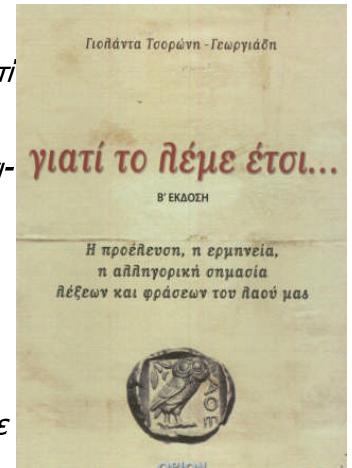 τί
Γιολάντα Τσορώνη - Γεωργιάδη
γιατί το λέμε έτσι...
Β' ΕΚΔΟΣΗ
Η προέλευση, η ερμηνεία,
η αλληγορική σημασία
λέξεων και φράσεων του λαού μας
ΑΘΕ
ε